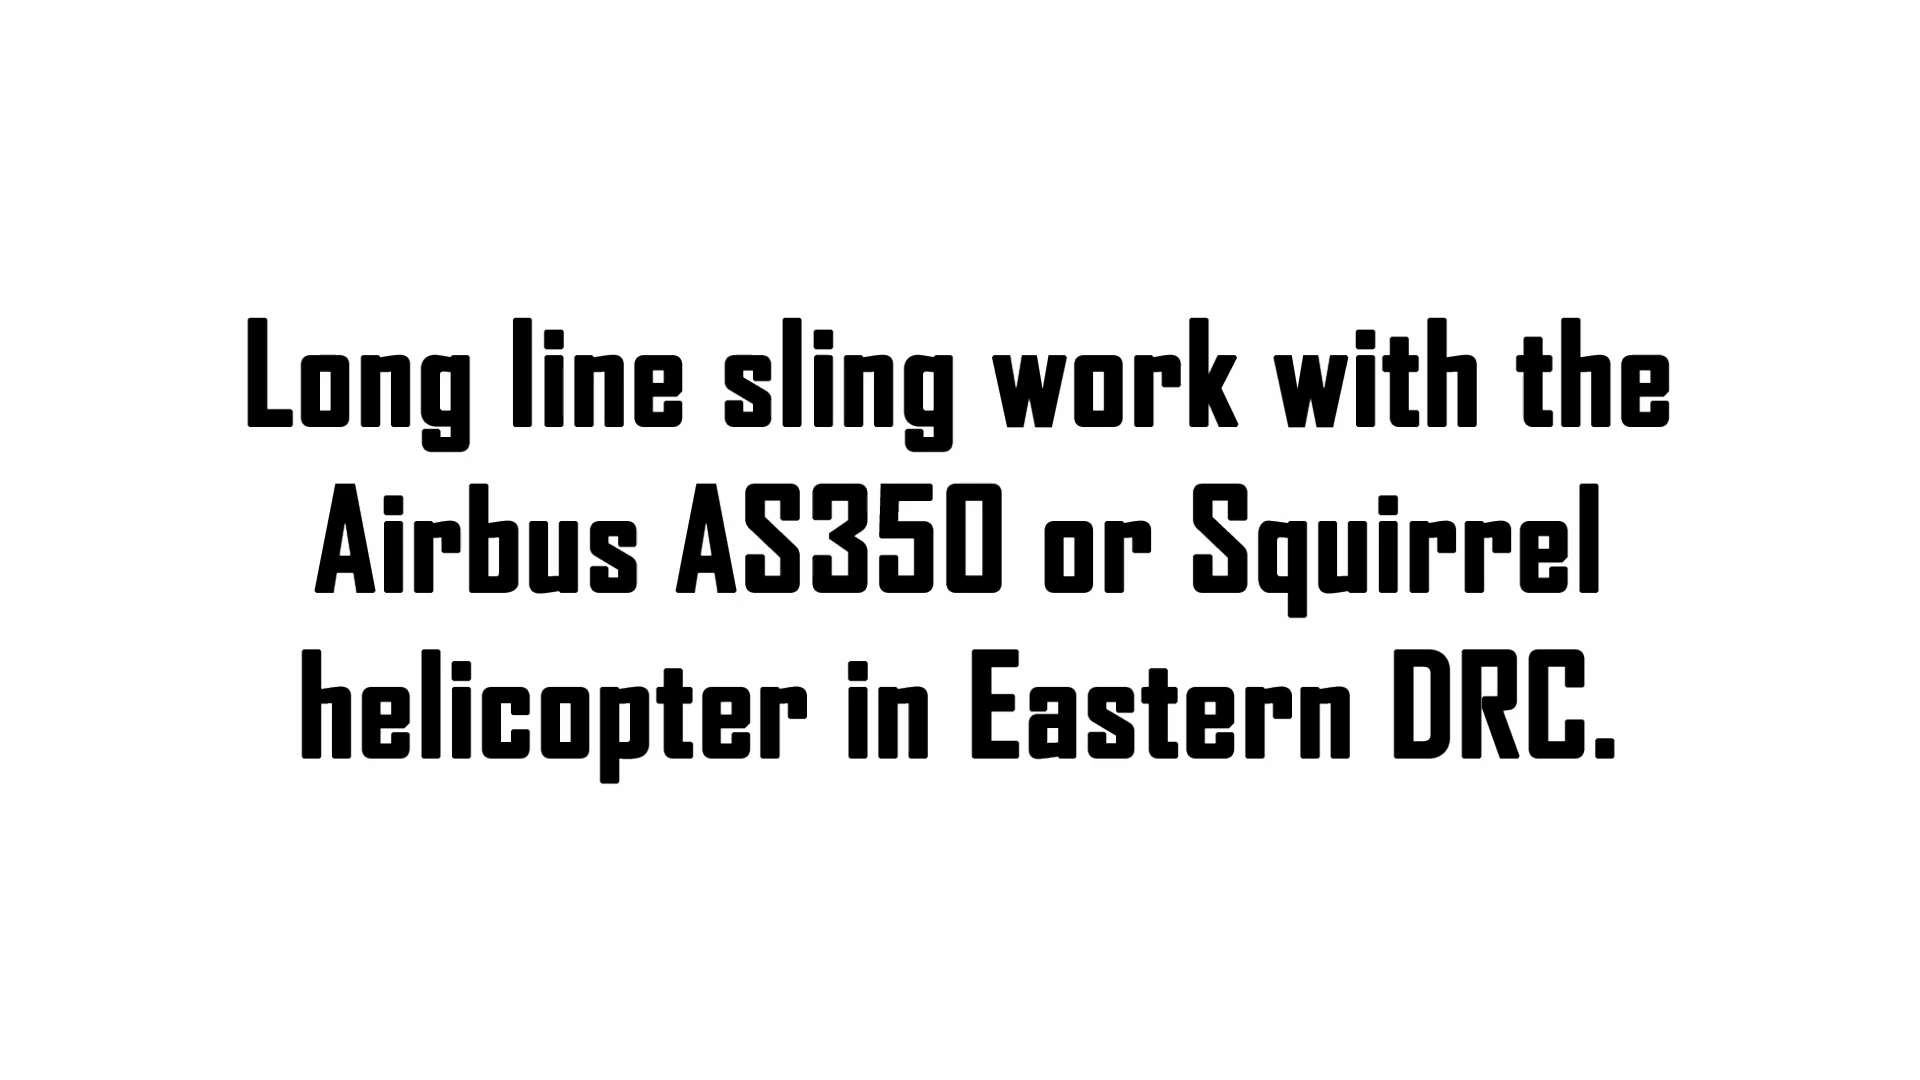 Long line sling work with the
Airbus AS350 or Squirrel
helicopter in Eastern DRC.